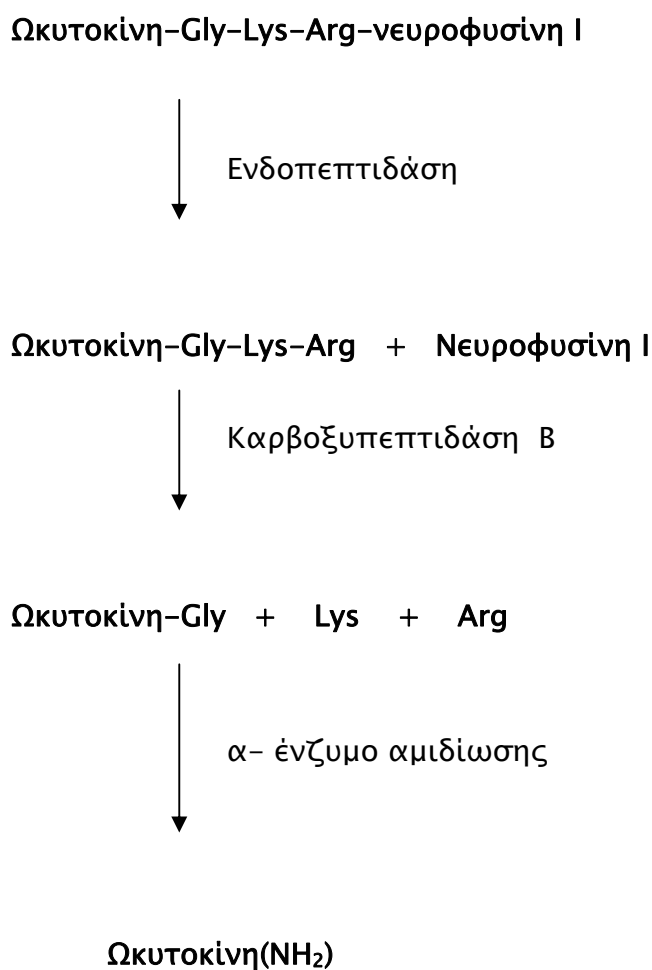 Ωκυτοκίνη–Gly–Lys–Arg–νευροφυσίνη Ι
Ενδοπεπτιδάση
Ωκυτοκίνη–Gly–Lys–Arg + Νευροφυσίνη Ι
Καρβοξυπεπτιδάση Β
Ωκυτοκίνη–Gly + Lys + Arg
α– ένζυμο αμιδίωσης
Ωκυτοκίνη(NH₂)